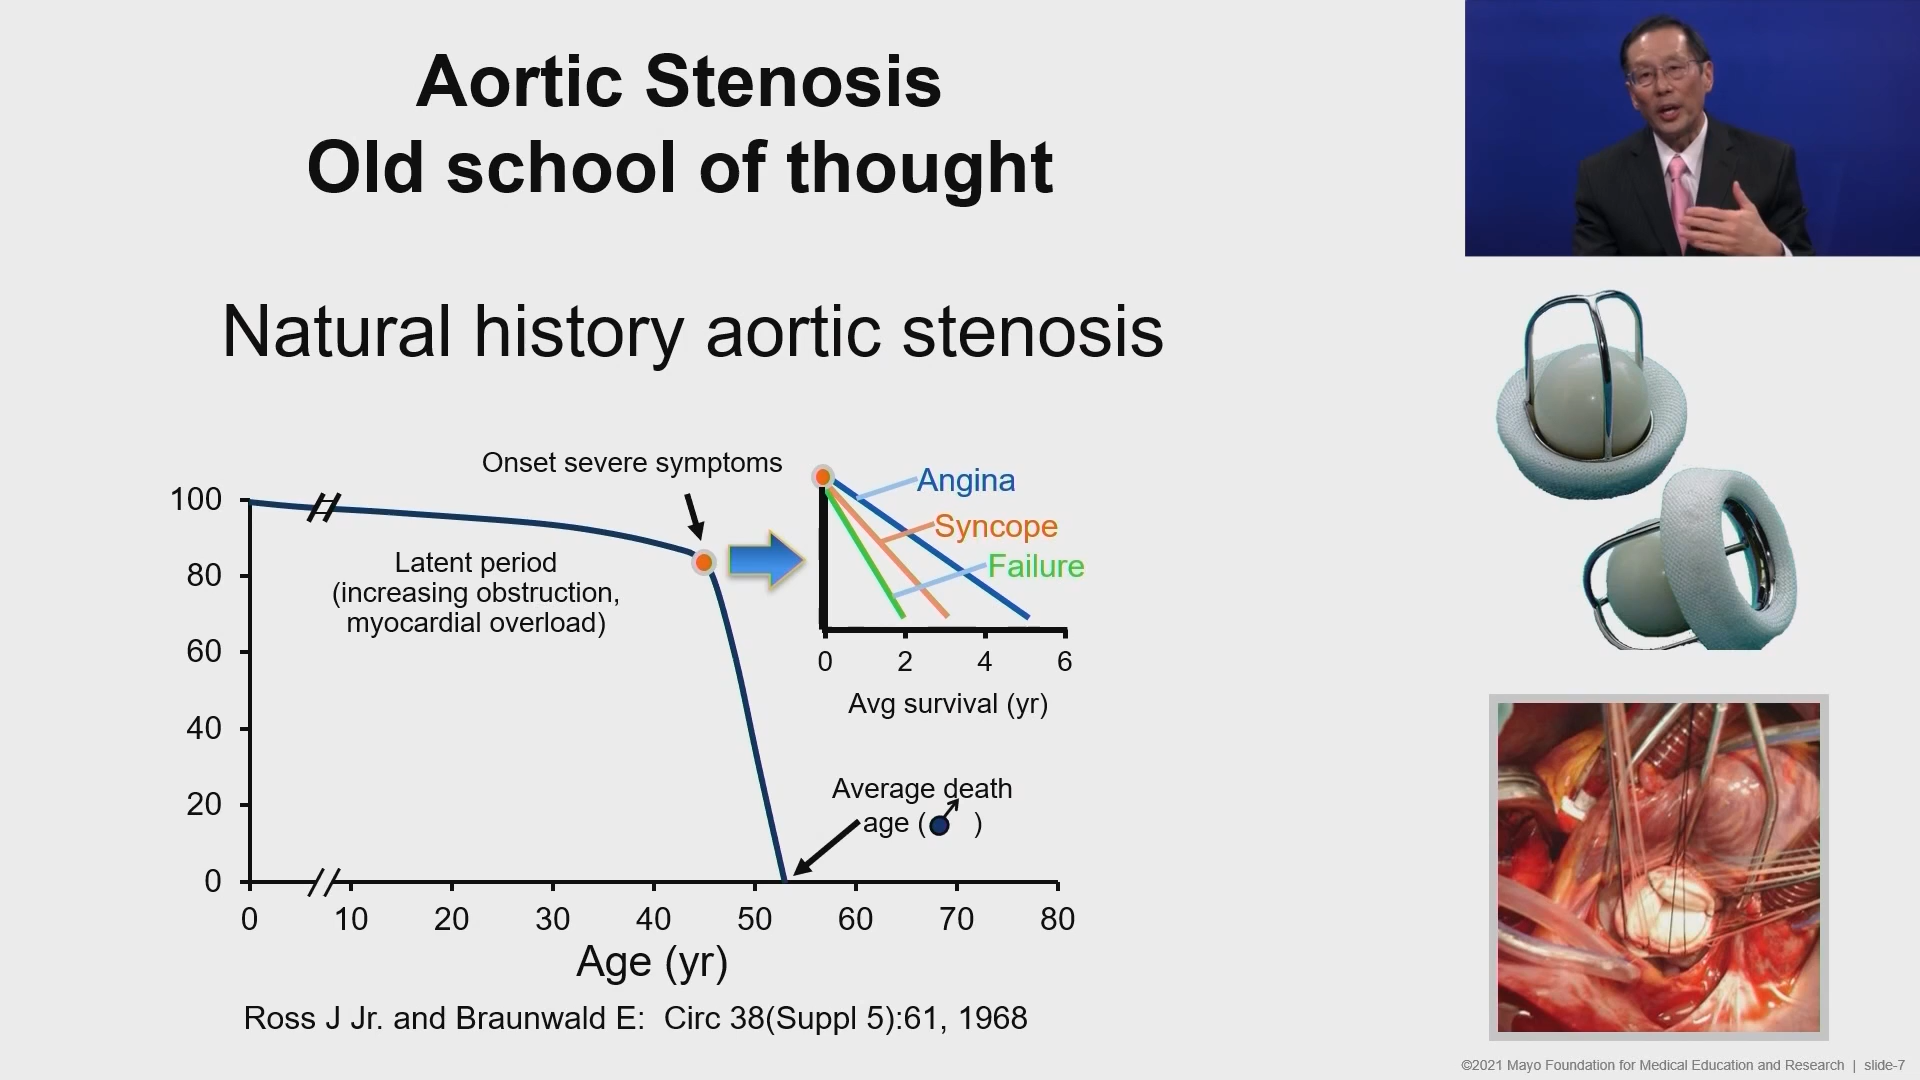 Aortic Stenosis
Old school of thought
Natural history aortic stenosis
Onset severe symptoms
Latent period
(increasing obstruction,
myocardial overload)
100
80
60
40
20
0
0 10 20 30 40 50 60 70 80
Age (yr)
Angina
Syncope
Failure
0 2 4 6
Avg survival (yr)
Average death
age (♂)
Ross J Jr. and Braunwald E: Circ 38(Suppl 5):61, 1968
©2021 Mayo Foundation for Medical Education and Research | slide-7